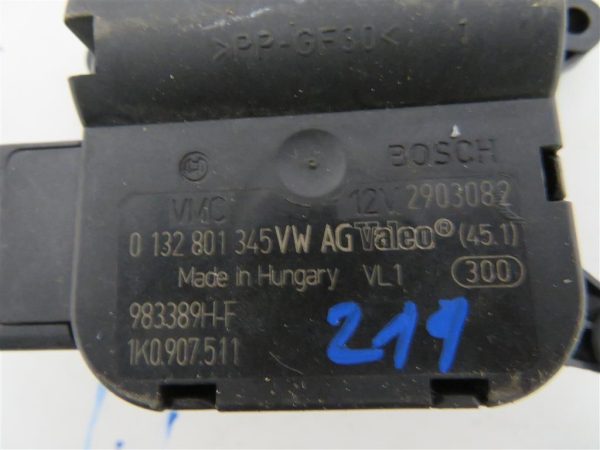 >PP-GF30< 1
BOSCH
VMC 12V 2903082
0 132 801 345 VW AG Valeo® (45.1)
Made in Hungary VL1 300
983389H-F
1K0.907.511
219